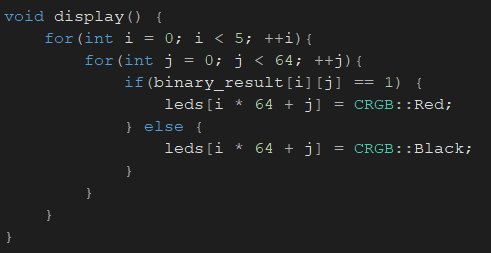 void display() {
    for(int i = 0; i < 5; ++i){
        for(int j = 0; j < 64; ++j){
            if(binary_result[i][j] == 1) {
                leds[i * 64 + j] = CRGB::Red;
            } else {
                leds[i * 64 + j] = CRGB::Black;
            }
        }
    }
}